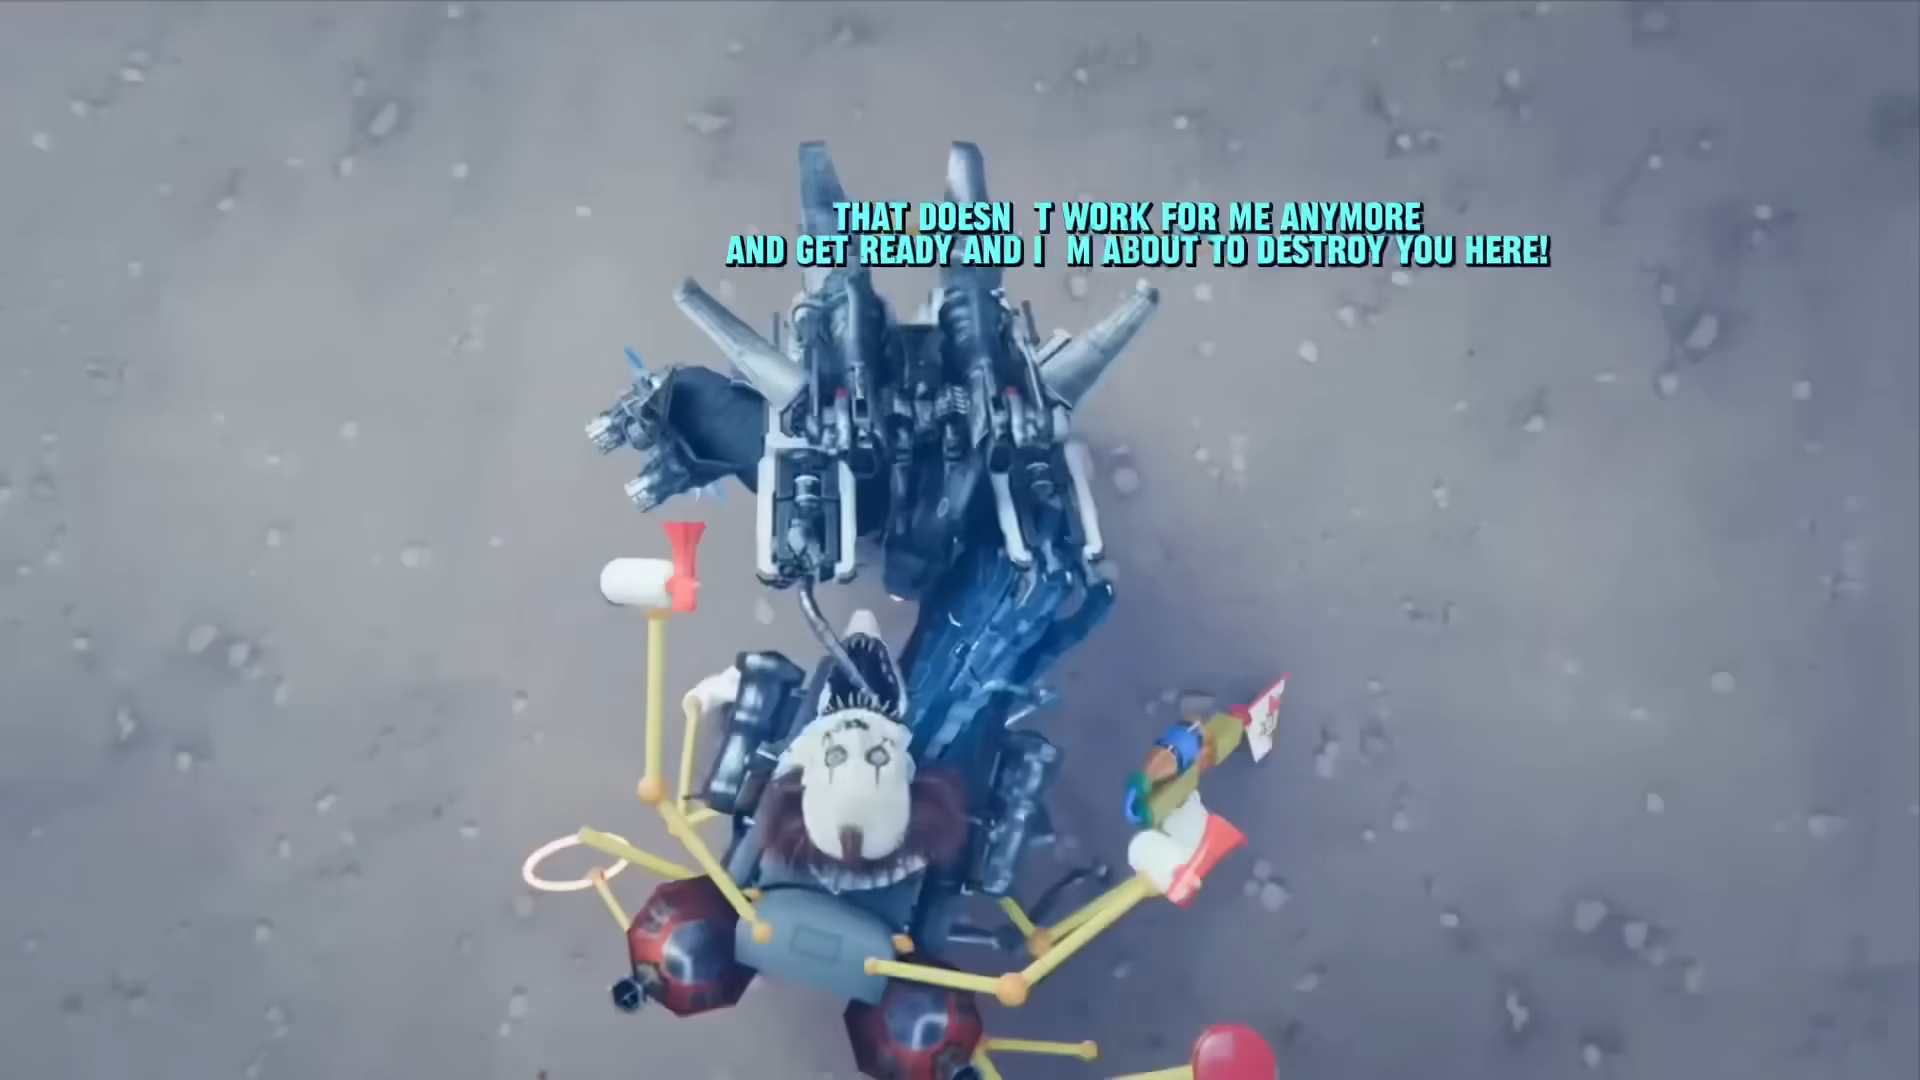 THAT DOESN T WORK FOR ME ANYMORE
AND GET READY AND I M ABOUT TO DESTROY YOU HERE!